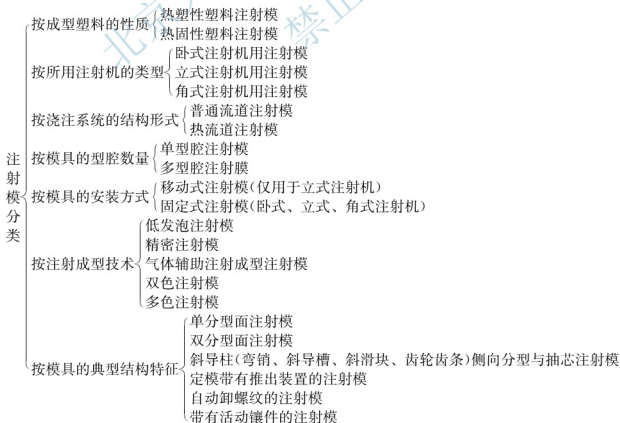 注射模分类
按成型塑料的性质
热塑性塑料注射模
热固性塑料注射模
按所用注射机的类型
卧式注射机用注射模
立式注射机用注射模
角式注射机用注射模
按浇注系统的结构形式
普通流道注射模
热流道注射模
按模具的型腔数量
单型腔注射模
多型腔注射膜
按模具的安装方式
移动式注射模(仅用于立式注射机)
固定式注射模(卧式、立式、角式注射机)
按注射成型技术
低发泡注射模
精密注射模
气体辅助注射成型注射模
双色注射模
多色注射模
按模具的典型结构特征
单分型面注射模
双分型面注射模
斜导柱(弯销、斜导槽、斜滑块、齿轮齿条)侧向分型与抽芯注射模
定模带有推出装置的注射模
自动卸螺纹的注射模
带有活动镶件的注射模
北京
禁止